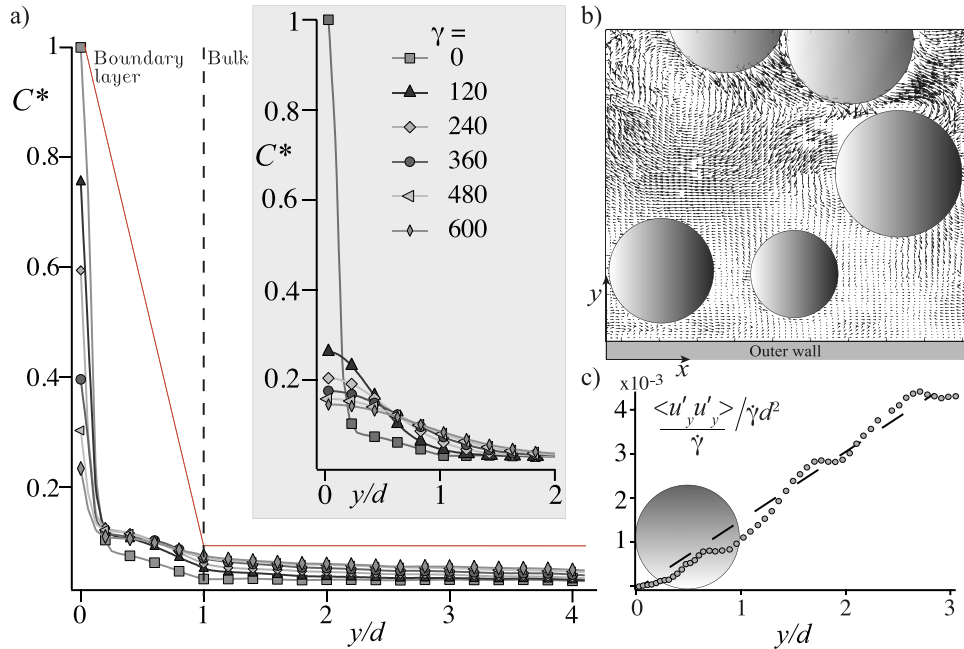 a)
1
0.8
0.6
0.4
0.2
C*
Boundary
layer
Bulk
0
1
2
3
4
y/d
1
0.8
0.6
0.4
0.2
C*
γ =
0
120
240
360
480
600
0
1
2
y/d
b)
y
x
Outer wall
c)
x10⁻³
4
3
2
1
0
<u'y u'y> / γ̇d²
γ̇
0
1
2
3
y/d